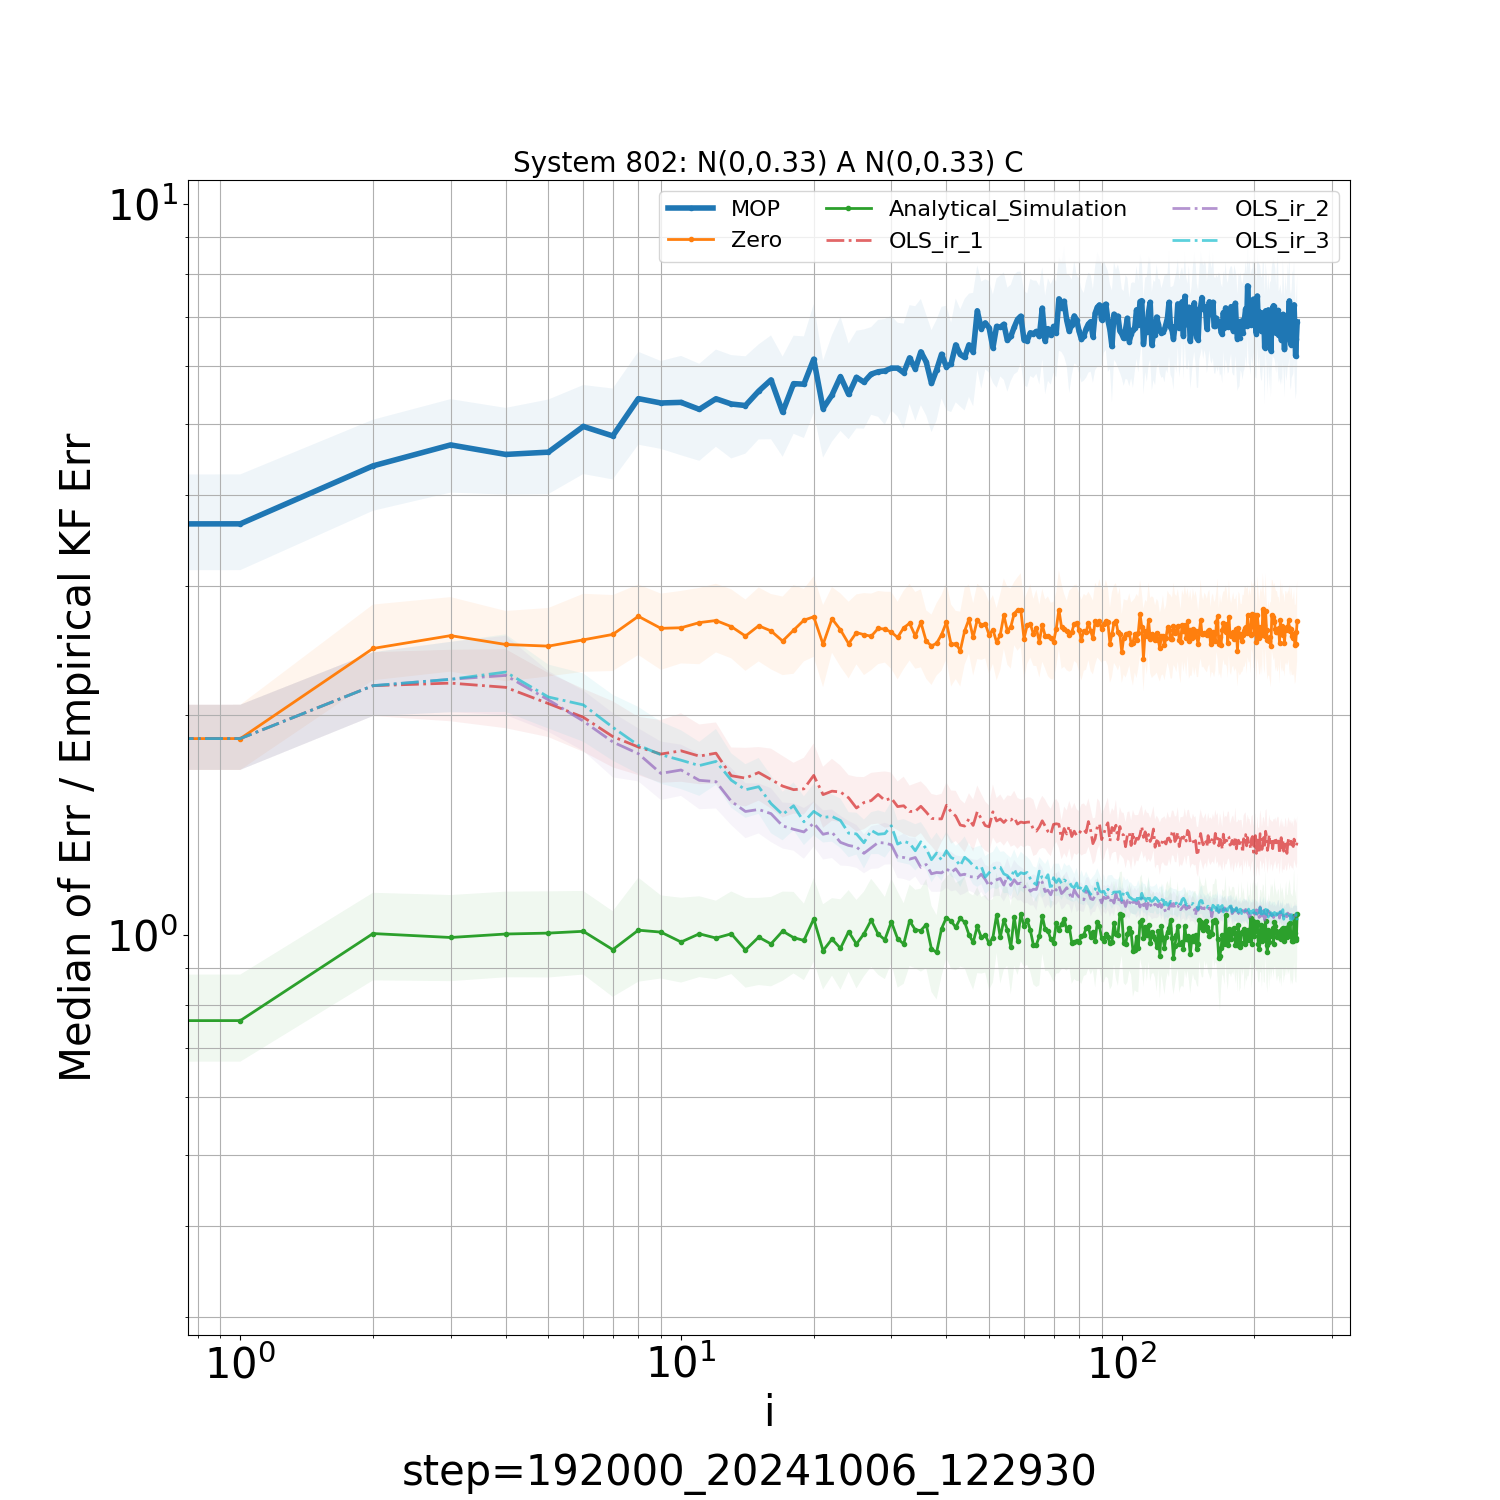 System 802: N(0,0.33) A N(0,0.33) C
MOP
Zero
Analytical_Simulation
OLS_ir_1
OLS_ir_2
OLS_ir_3
10¹
10⁰
Median of Err / Empirical KF Err
10⁰ 10¹ 10²
i
step=192000_20241006_122930